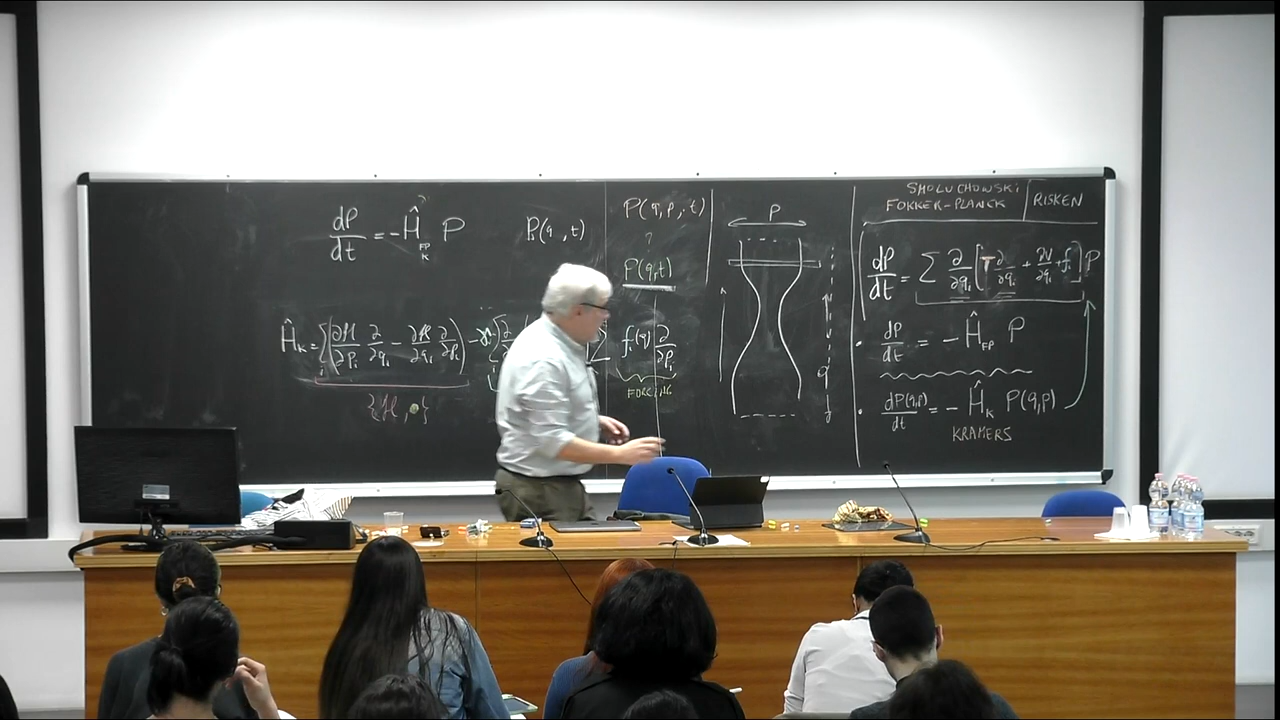 dP/dt = -Ĥ_FP K P
P(q,t)
Ĥ_K = Σ_i (∂H/∂p_i ∂/∂q_i - ∂H/∂q_i ∂/∂p_i) - γ
{H, }
P(q,p,t)
?
P(q,t)
f_i(q) ∂/∂p_i
FORCING
P
q
SMOLUCHOWSKI
FOKKER-PLANCK
RISKEN
dP/dt = Σ ∂/∂q_i [T ∂/∂q_i + ∂V/∂q_i + f_i] P
dP/dt = -Ĥ_FP P
dP(q,p)/dt = -Ĥ_K P(q,p)
KRAMERS